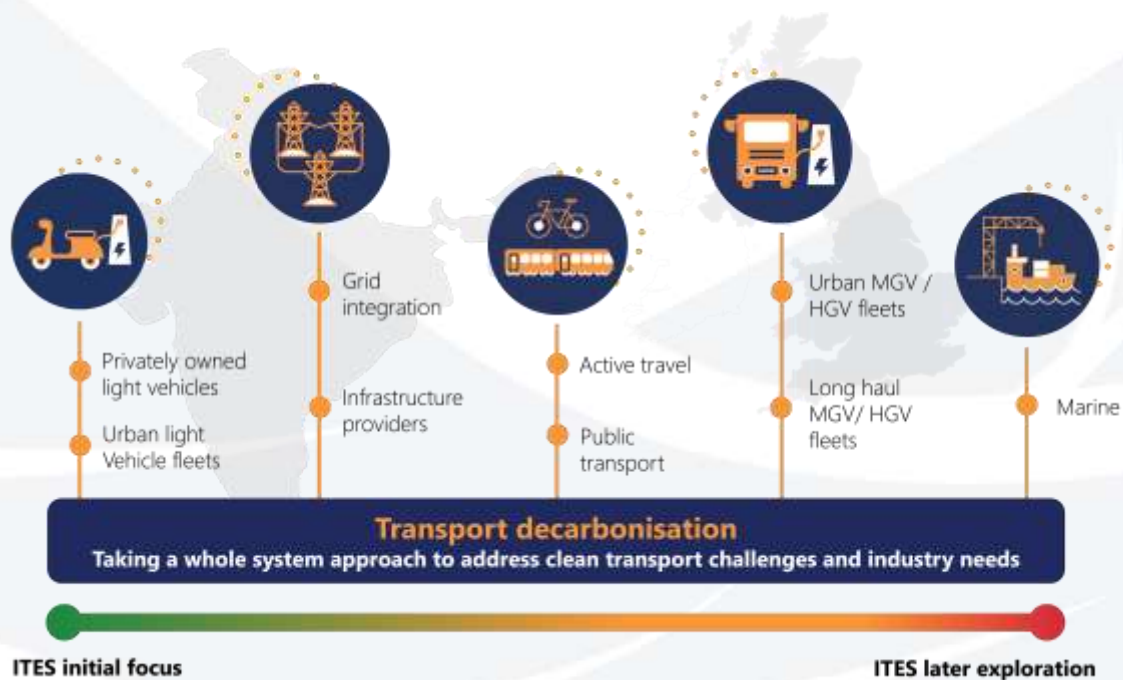 Privately owned
light vehicles
Urban light
Vehicle fleets
Grid
integration
Infrastructure
providers
Active travel
Public
transport
Urban MGV /
HGV fleets
Long haul
MGV/ HGV
fleets
Marine
Transport decarbonisation
Taking a whole system approach to address clean transport challenges and industry needs
ITES initial focus
ITES later exploration